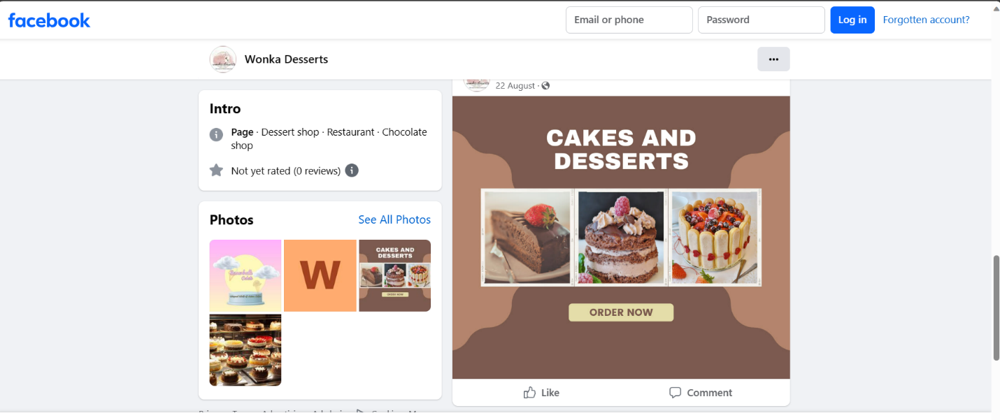 facebook
Email or phone
Password
Log in
Forgotten account?
Wonka Desserts
22 August ·
Intro
Page · Dessert shop · Restaurant · Chocolate
shop
Not yet rated (0 reviews)
Photos
See All Photos
W
CAKES AND
DESSERTS
ORDER NOW
CAKES AND
DESSERTS
ORDER NOW
Like
Comment